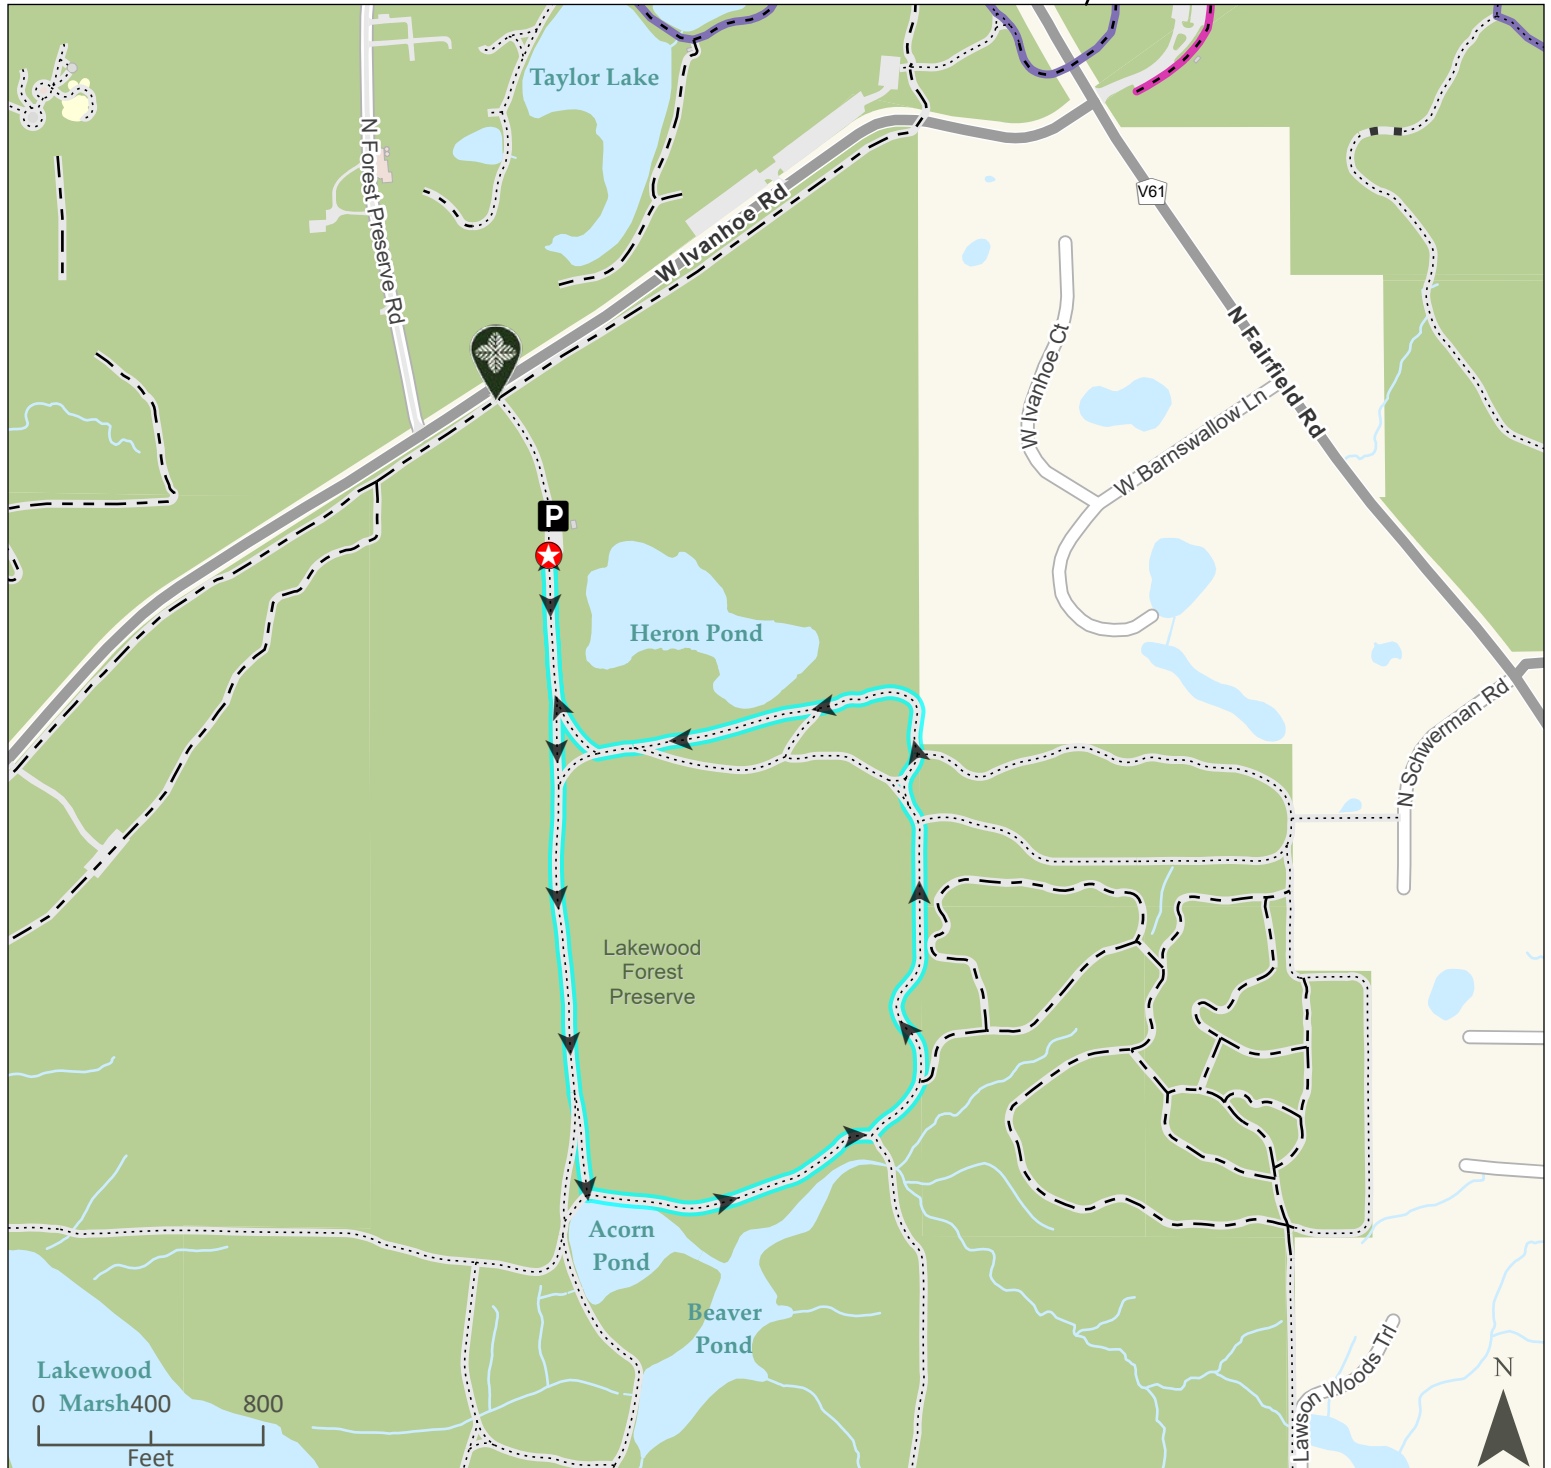 Taylor Lake
N Forest Preserve Rd
W Ivanhoe Rd
V61
N Fairfield Rd
W Ivanhoe Ct
W Barnswallow Ln
P
Heron Pond
N Schwerman Rd
Lakewood
Forest
Preserve
Acorn
Pond
Beaver
Pond
Lakewood
Marsh
0 400 800
Feet
Lawson Woods Trl
N